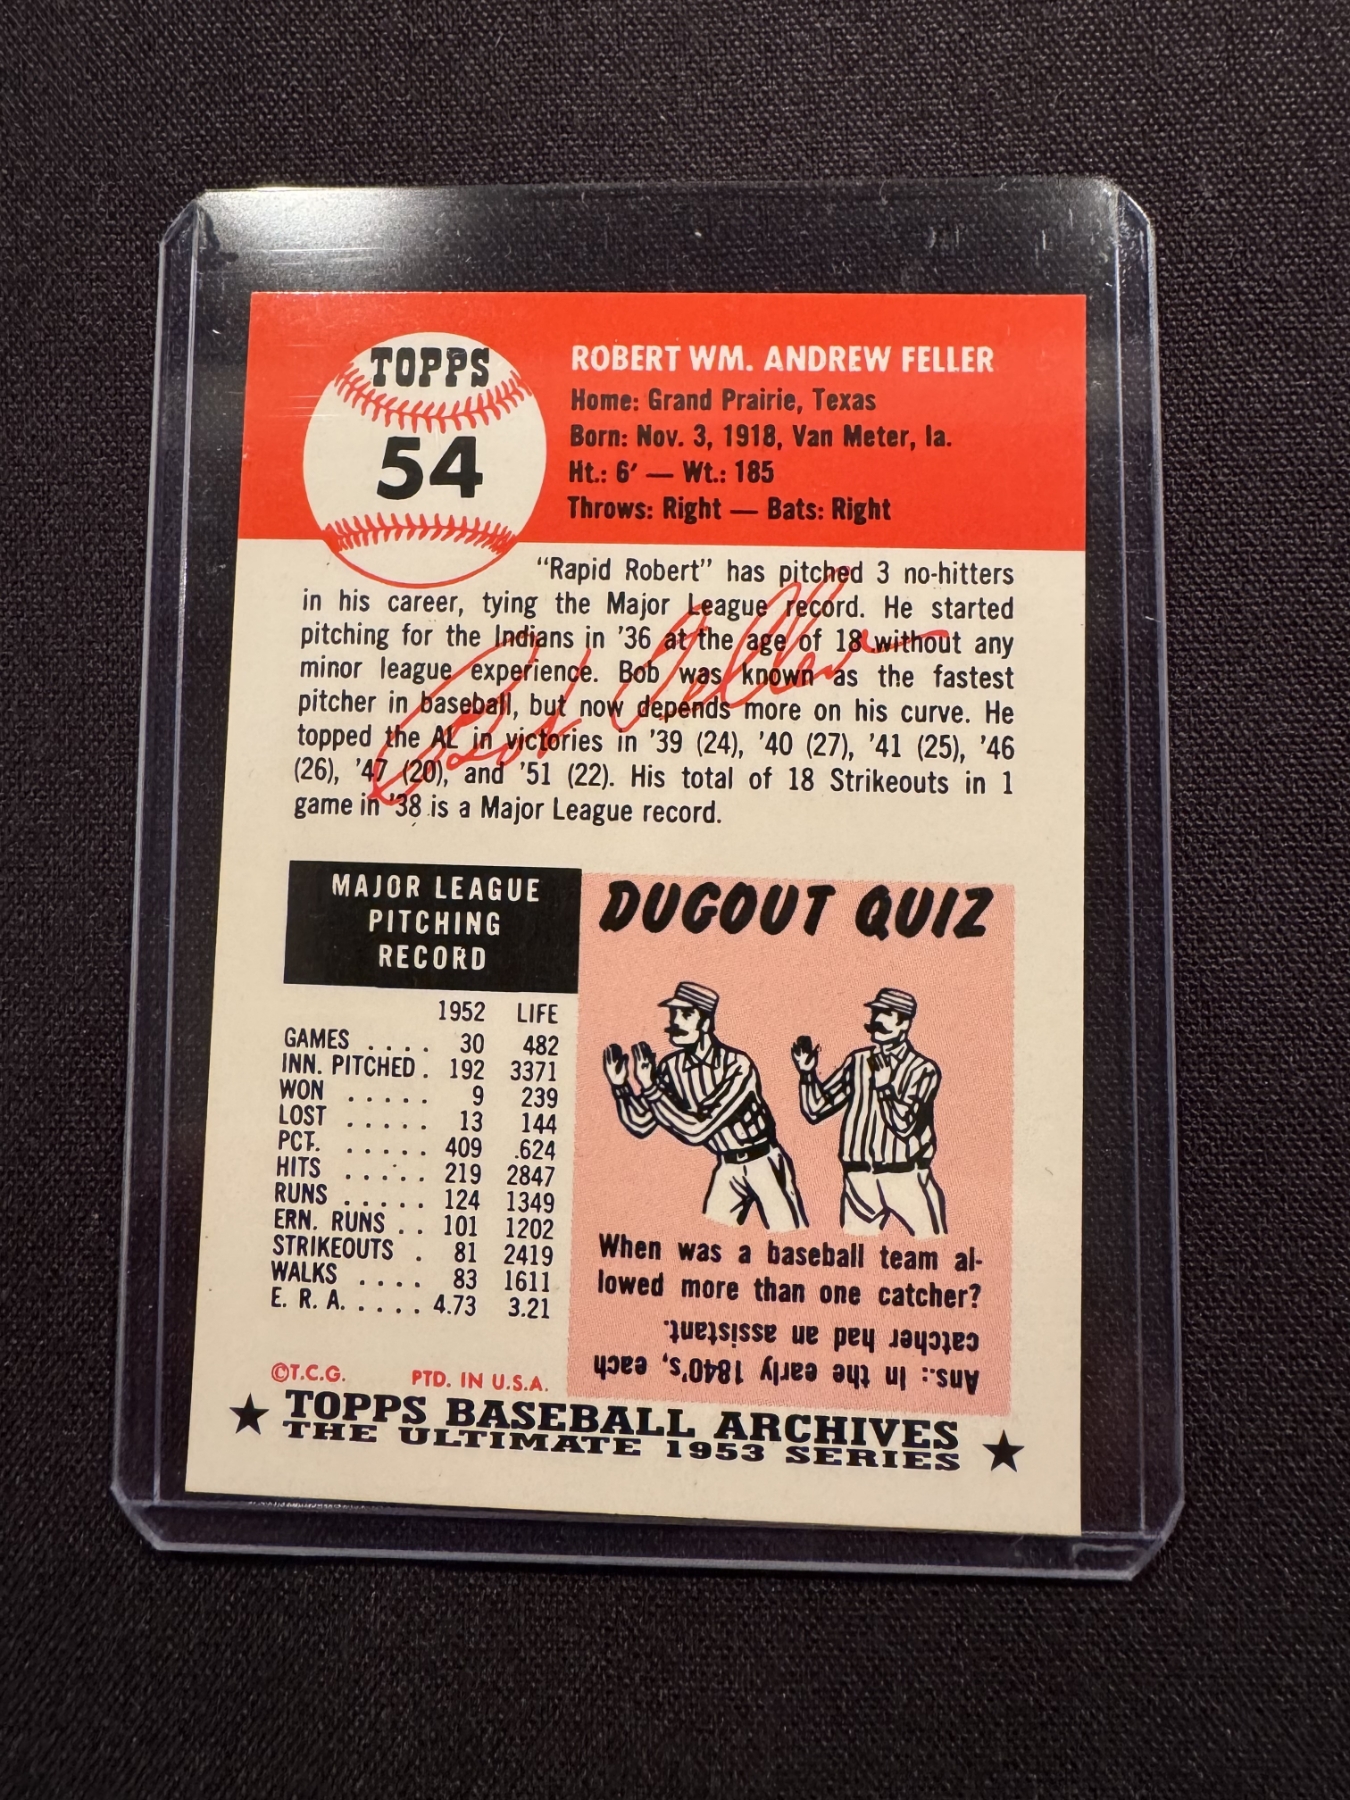 TOPPS
54
ROBERT WM. ANDREW FELLER
Home: Grand Prairie, Texas
Born: Nov. 3, 1918, Van Meter, Ia.
Ht.: 6' — Wt.: 185
Throws: Right — Bats: Right
"Rapid Robert" has pitched 3 no-hitters
in his career, tying the Major League record. He started
pitching for the Indians in '36 at the age of 18 without any
minor league experience. Bob was known as the fastest
pitcher in baseball, but now depends more on his curve. He
topped the AL in victories in '39 (24), '40 (27), '41 (25), '46
(26), '47 (20), and '51 (22). His total of 18 Strikeouts in 1
game in '38 is a Major League record.
Bob Feller
MAJOR LEAGUE
PITCHING
RECORD
1952 LIFE
GAMES .... 30 482
INN. PITCHED . 192 3371
WON ..... 9 239
LOST ..... 13 144
PCT. ..... 409 .624
HITS ..... 219 2847
RUNS ..... 124 1349
ERN. RUNS .. 101 1202
STRIKEOUTS . 81 2419
WALKS .... 83 1611
E. R. A. .... 4.73 3.21
©T.C.G. PTD. IN U.S.A.
DUGOUT QUIZ
When was a baseball team al-
lowed more than one catcher?
Ans.: In the early 1840's, each
catcher had an assistant.
★ TOPPS BASEBALL ARCHIVES ★
THE ULTIMATE 1953 SERIES